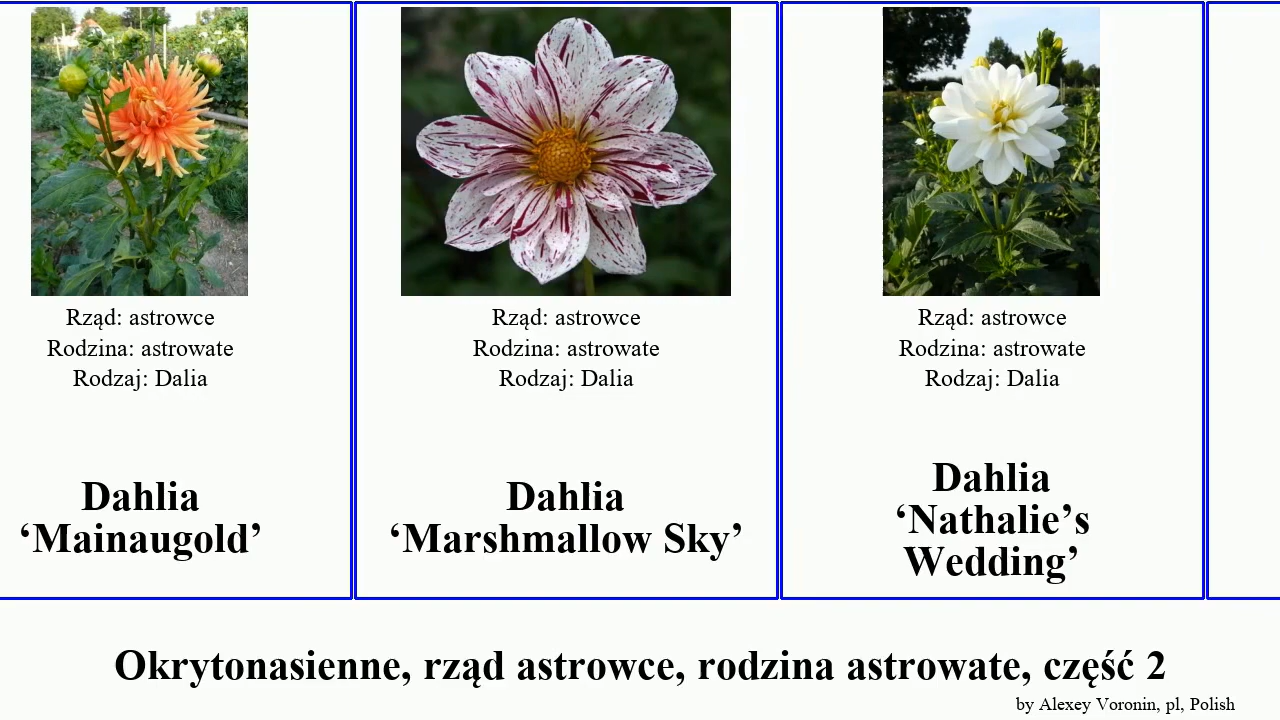 Rząd: astrowce
Rodzina: astrowate
Rodzaj: Dalia
Dahlia
‘Mainaugold’
Rząd: astrowce
Rodzina: astrowate
Rodzaj: Dalia
Dahlia
‘Marshmallow Sky’
Rząd: astrowce
Rodzina: astrowate
Rodzaj: Dalia
Dahlia
‘Nathalie’s
Wedding’
Okrytonasienne, rząd astrowce, rodzina astrowate, część 2
by Alexey Voronin, pl, Polish